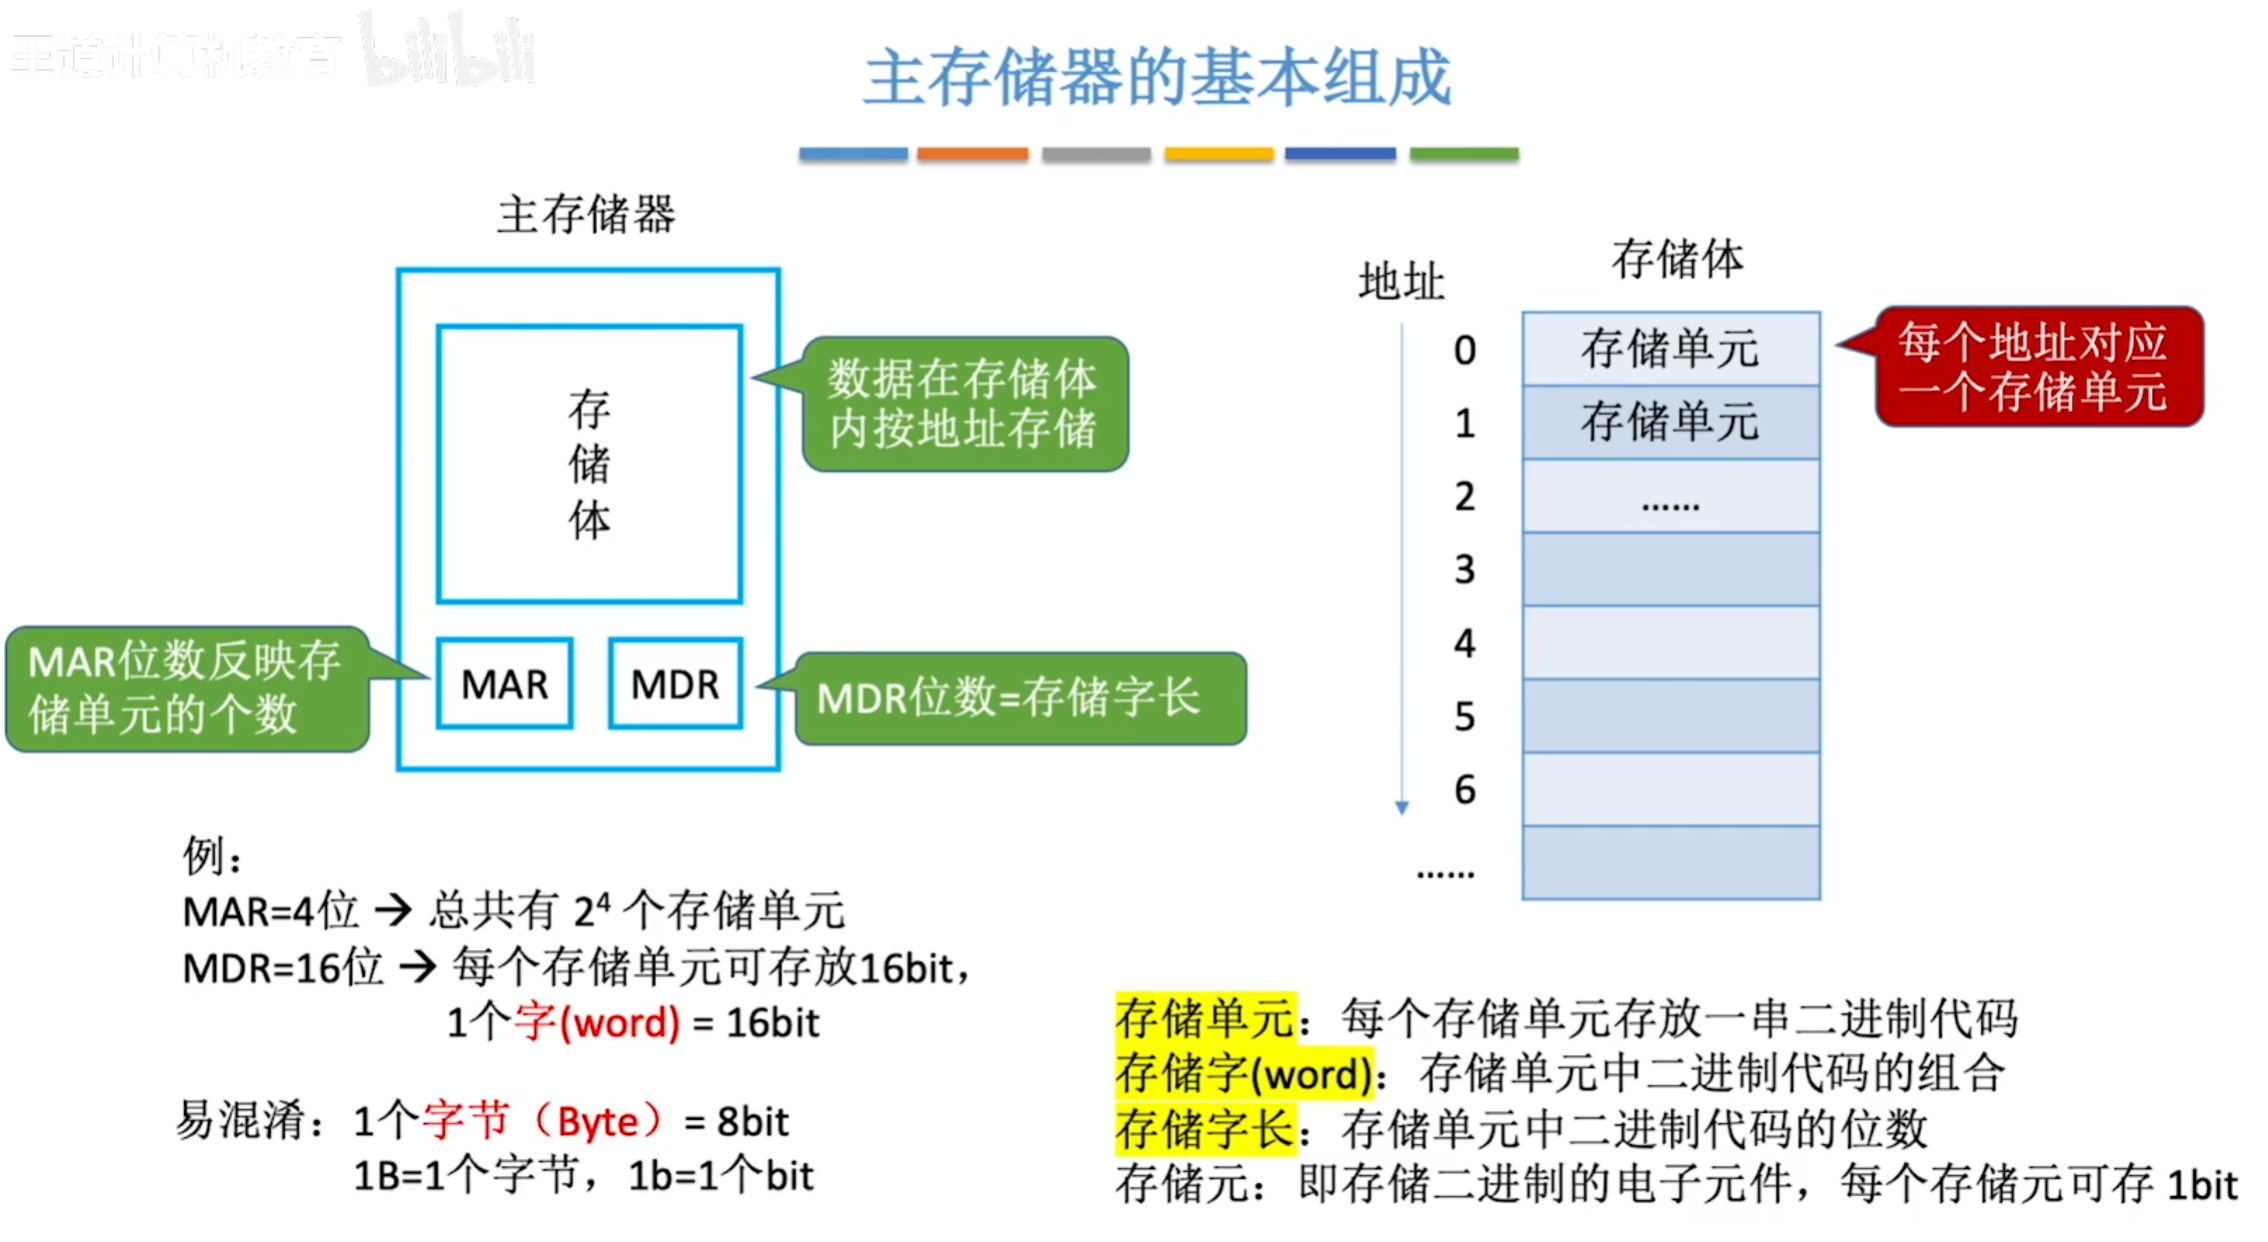 王道计算机教育 bilibili
主存储器的基本组成
主存储器
存
储
体
MAR
MDR
数据在存储体
内按地址存储
MAR位数反映存
储单元的个数
MDR位数=存储字长
地址
存储体
0 存储单元
1 存储单元
2 ......
3
4
5
6
......
每个地址对应
一个存储单元
例：
MAR=4位 → 总共有 2⁴ 个存储单元
MDR=16位 → 每个存储单元可存放16bit，
1个字(word) = 16bit
易混淆：1个字节（Byte）= 8bit
1B=1个字节，1b=1个bit
存储单元：每个存储单元存放一串二进制代码
存储字(word)：存储单元中二进制代码的组合
存储字长：存储单元中二进制代码的位数
存储元：即存储二进制的电子元件，每个存储元可存 1bit